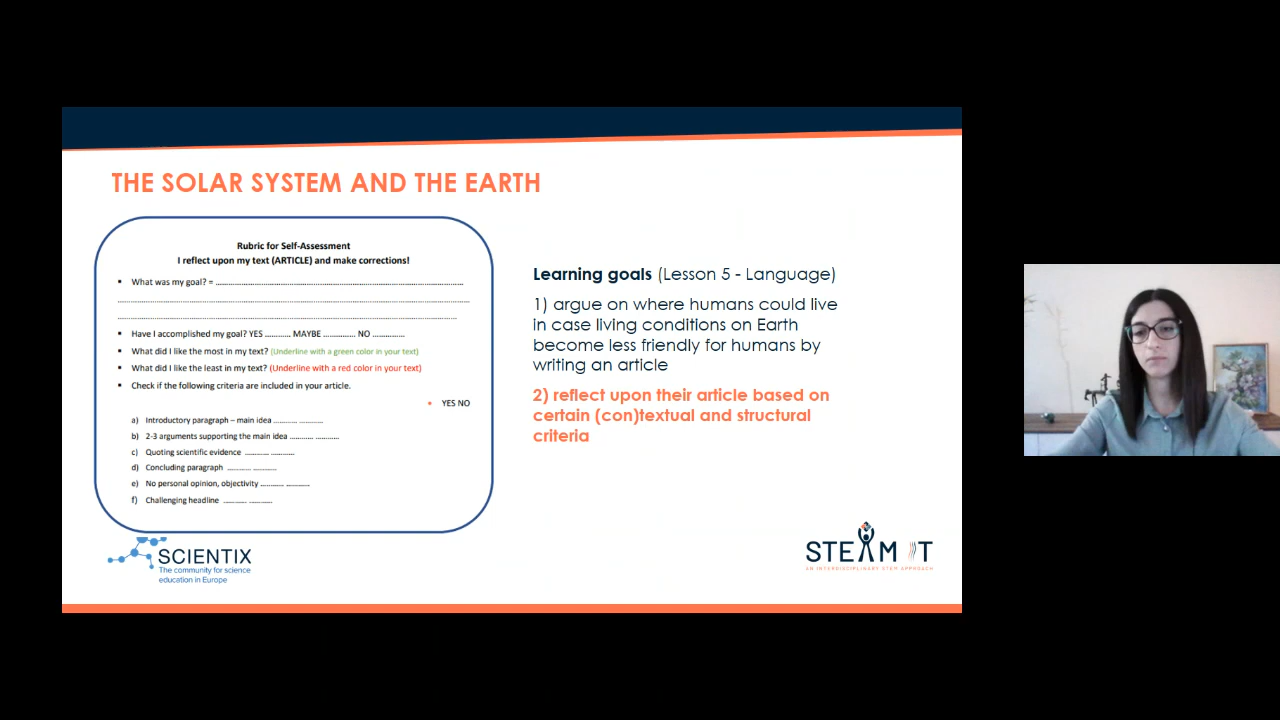 THE SOLAR SYSTEM AND THE EARTH
Rubric for Self-Assessment
I reflect upon my text (ARTICLE) and make corrections!
▪ What was my goal? = ........................................................................
........................................................................................................
........................................................................................................
▪ Have I accomplished my goal? YES ........... MAYBE .............. NO ..............
▪ What did I like the most in my text? (Underline with a green color in your text)
▪ What did I like the least in my text? (Underline with a red color in your text)
▪ Check if the following criteria are included in your article.
• YES NO
a) Introductory paragraph – main idea .......... ..........
b) 2-3 arguments supporting the main idea .......... ..........
c) Quoting scientific evidence .......... ..........
d) Concluding paragraph .......... ..........
e) No personal opinion, objectivity .......... ..........
f) Challenging headline .......... ..........
Learning goals (Lesson 5 - Language)
1) argue on where humans could live
in case living conditions on Earth
become less friendly for humans by
writing an article
2) reflect upon their article based on
certain (con)textual and structural
criteria
SCIENTIX
The community for science
education in Europe
STEAM IT
AN INTERDISCIPLINARY STEM APPROACH